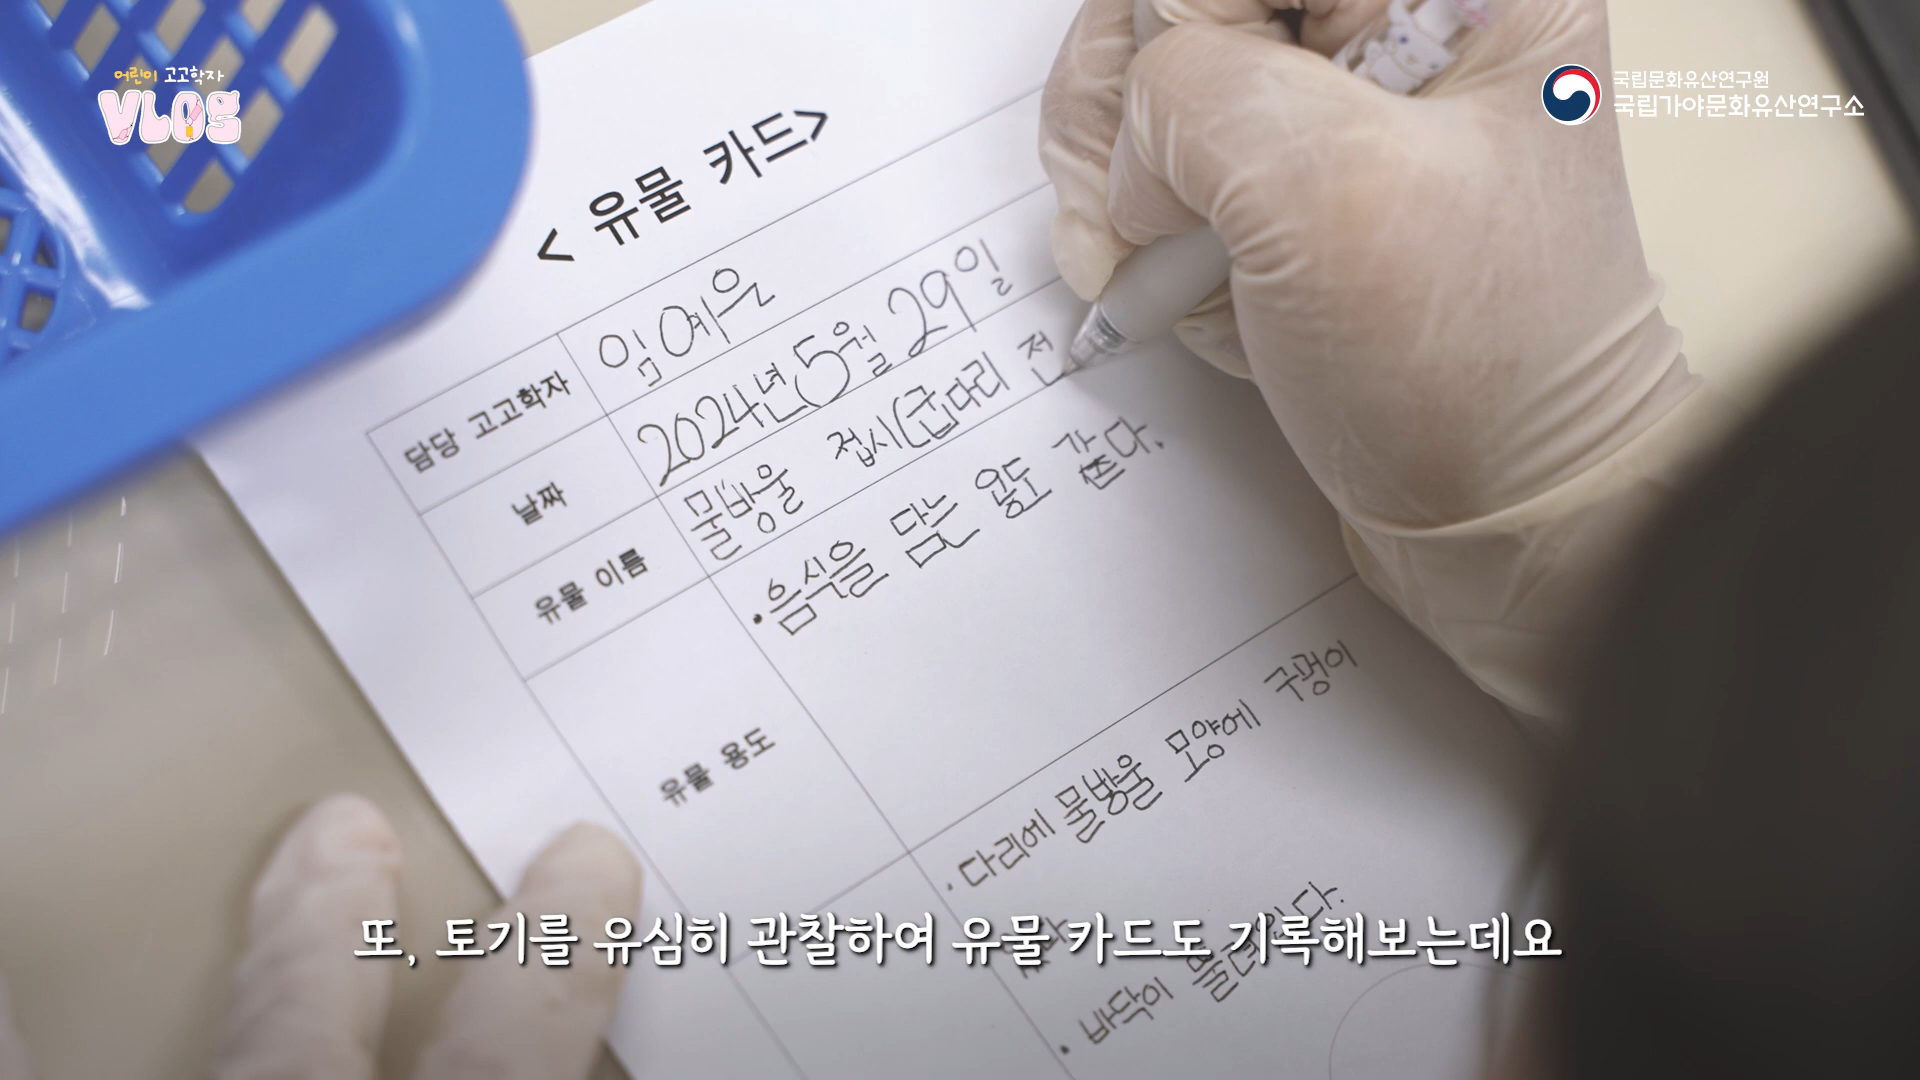 어린이 고고학자
VLOG
국립문화유산연구원
국립가야문화유산연구소
< 유물 카드>
담당 고고학자 임예은
날짜 2024년 5월 29일
유물 이름 물방울 접시(굽다리 전
유물 용도 • 음식을 담는 용도 같다.
• 다리에 물방울 모양에 구멍이
다.
• 바닥이 뚫린
또, 토기를 유심히 관찰하여 유물 카드도 기록해보는데요